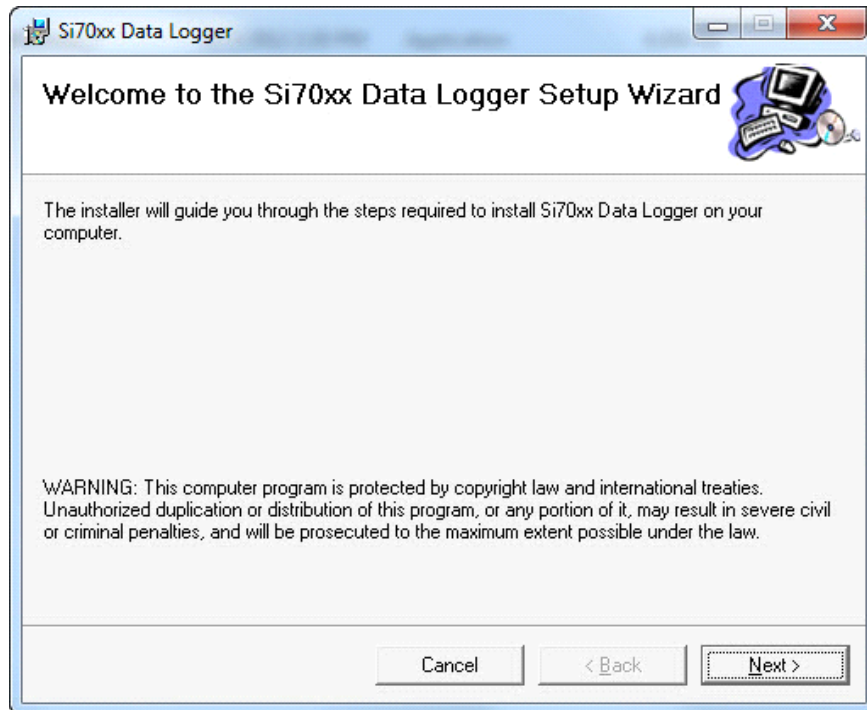 Si70xx Data Logger
Welcome to the Si70xx Data Logger Setup Wizard
The installer will guide you through the steps required to install Si70xx Data Logger on your
computer.
WARNING: This computer program is protected by copyright law and international treaties.
Unauthorized duplication or distribution of this program, or any portion of it, may result in severe civil
or criminal penalties, and will be prosecuted to the maximum extent possible under the law.
Cancel
< Back
Next >